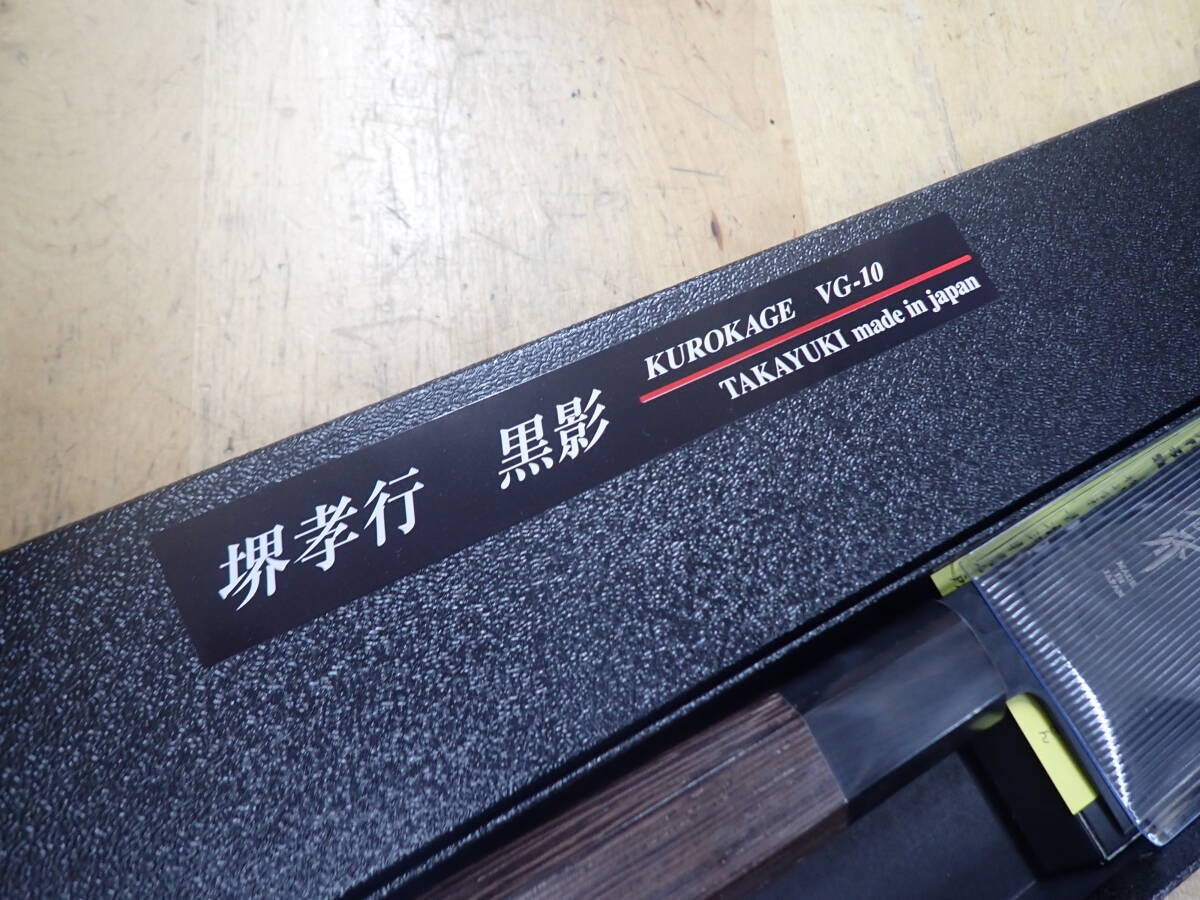 堺孝行 黒影
KUROKAGE VG-10
TAKAYUKI made in japan